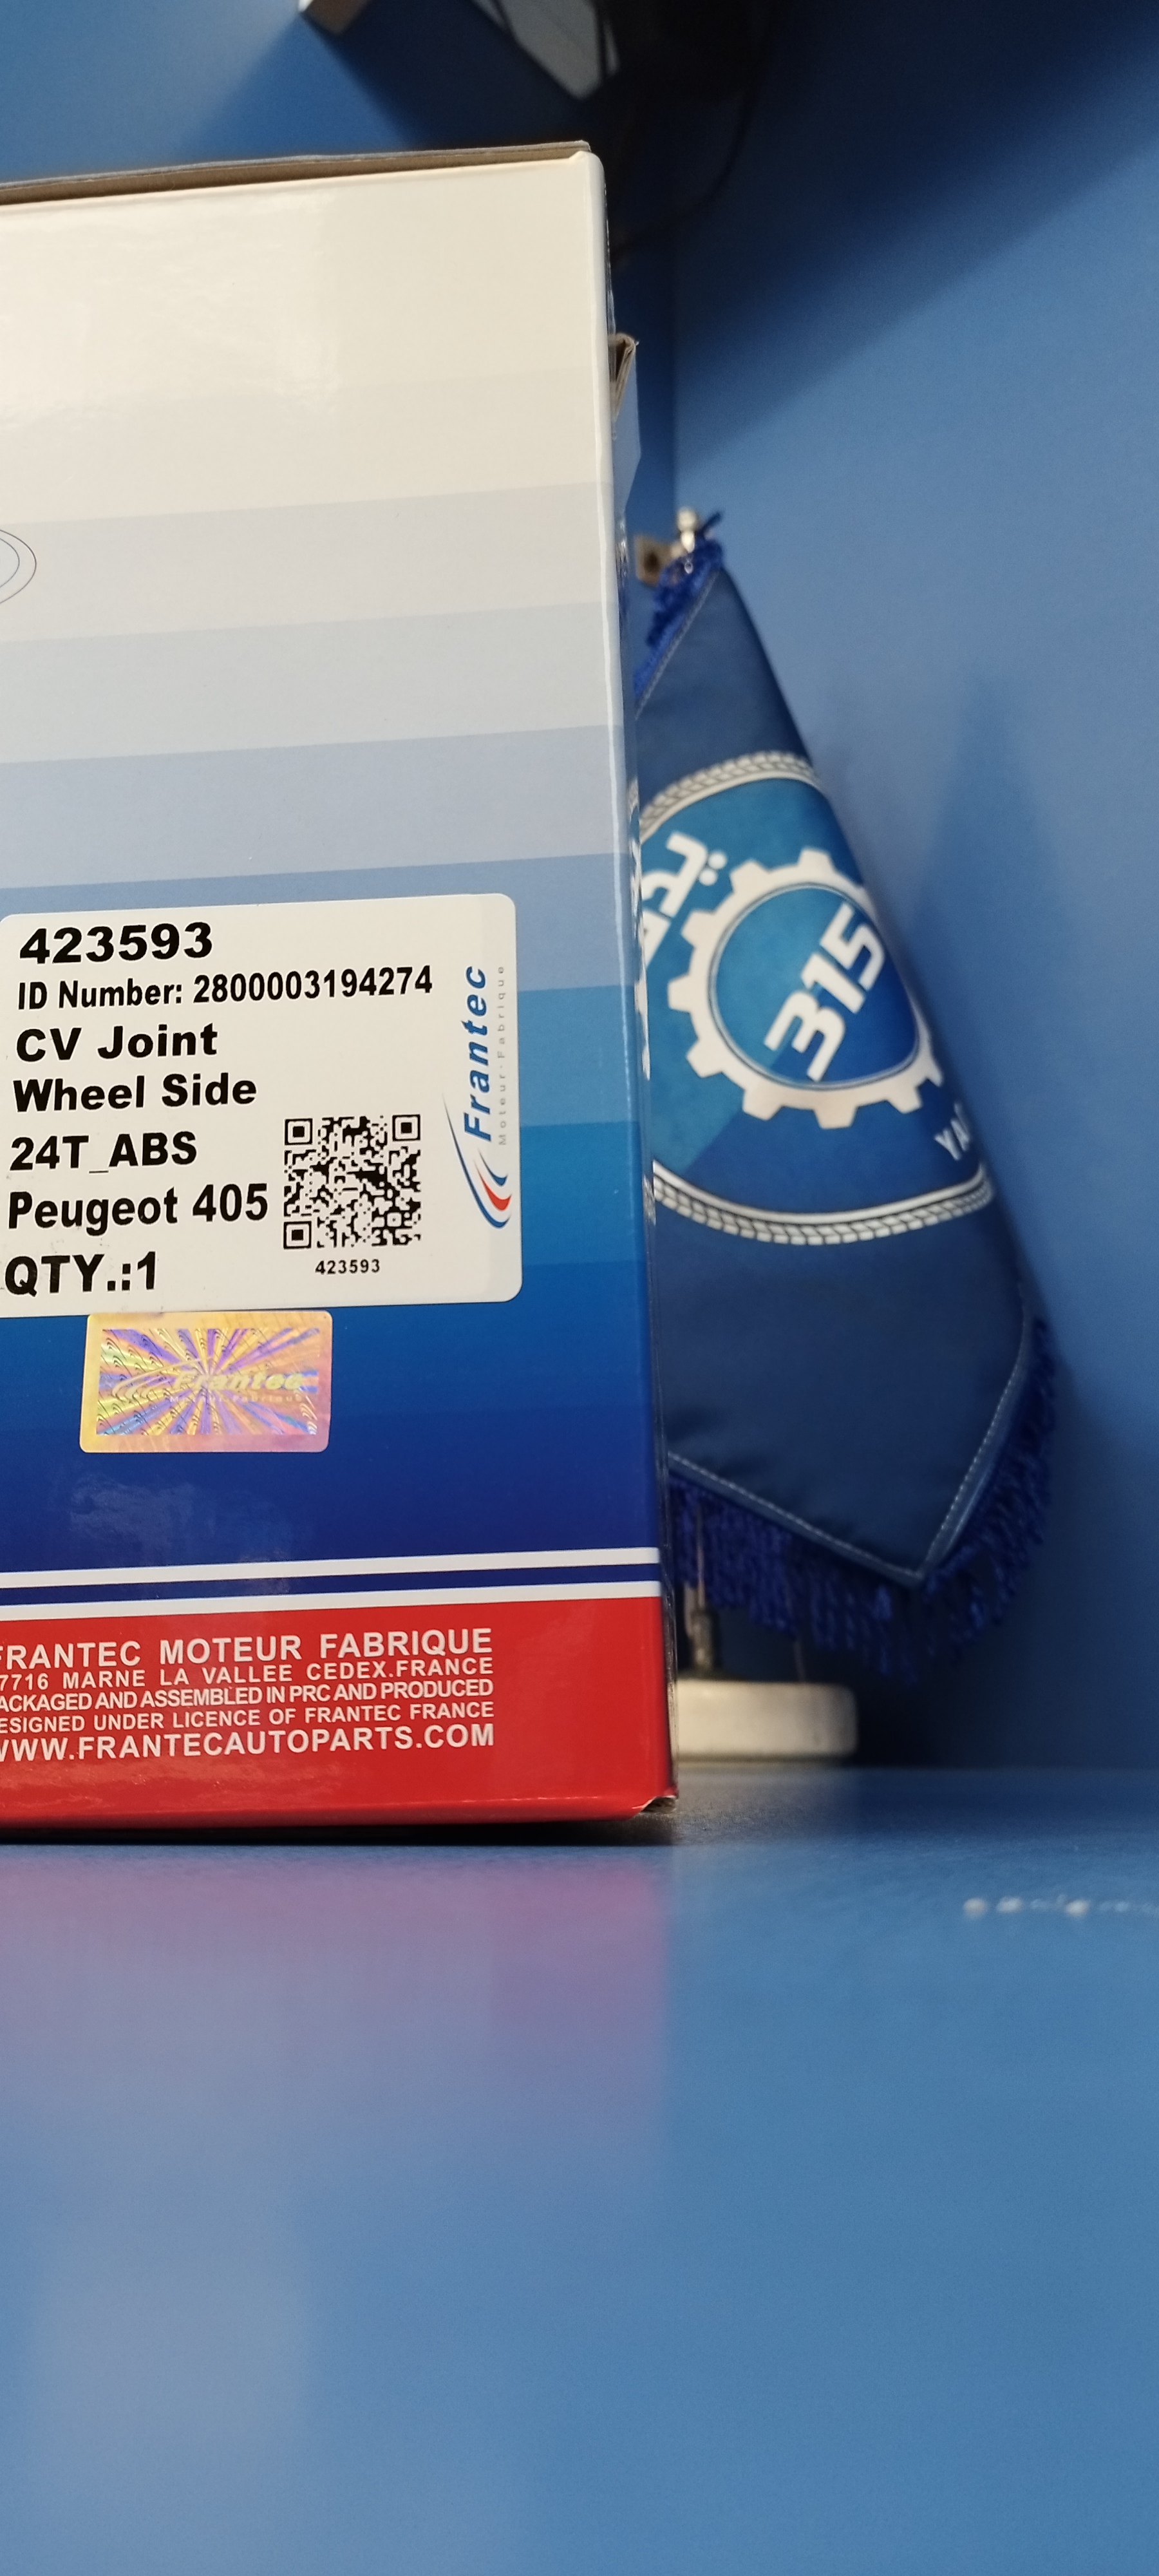 423593
ID Number: 2800003194274
CV Joint
Wheel Side
24T_ABS
Peugeot 405
QTY.:1
423593
Frantec
Moteur·Fabrique
Frantec
FRANTEC MOTEUR FABRIQUE
7716 MARNE LA VALLEE CEDEX.FRANCE
ACKAGED AND ASSEMBLED IN PRC AND PRODUCED
ESIGNED UNDER LICENCE OF FRANTEC FRANCE
WWW.FRANTECAUTOPARTS.COM
315